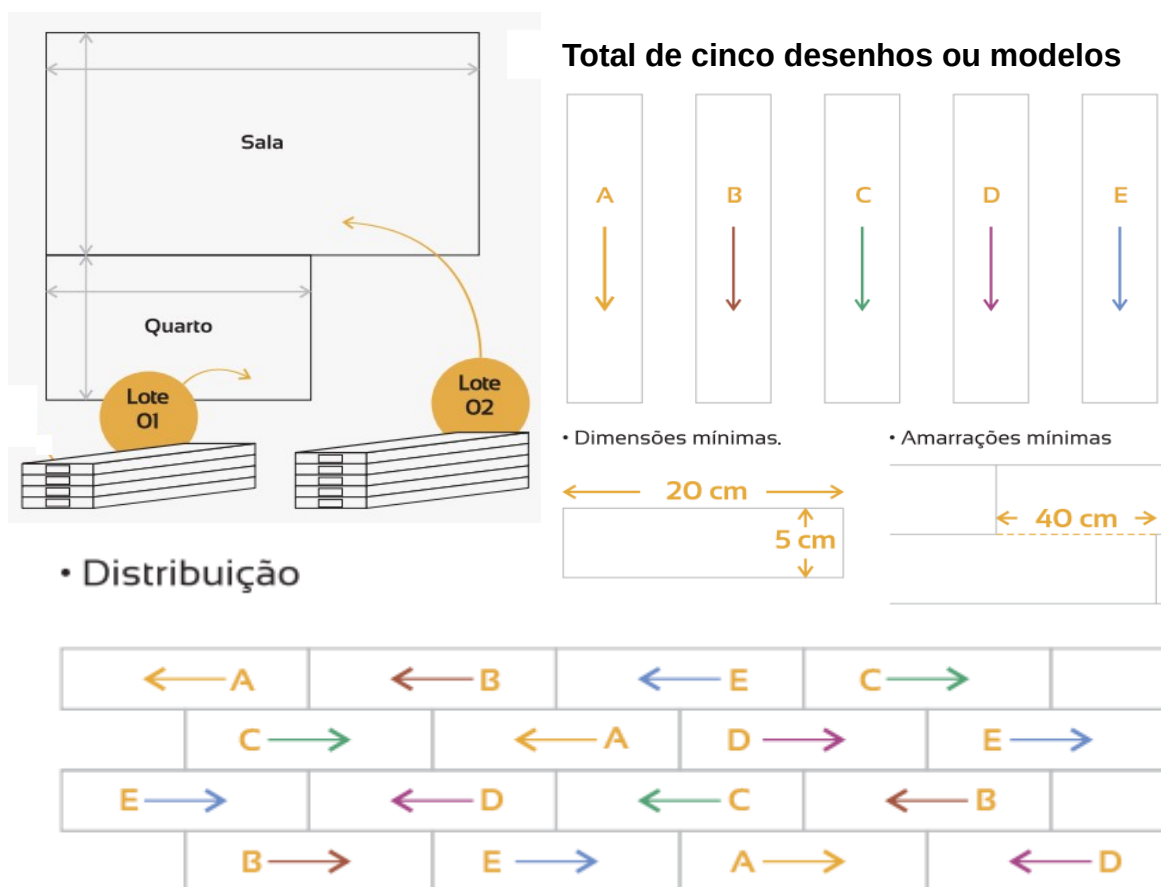 Sala
Quarto
Lote
01
Lote
02
Total de cinco desenhos ou modelos
A B C D E
• Dimensões mínimas.
20 cm
5 cm
• Amarrações mínimas
40 cm
• Distribuição
A B E C
C A D E
E D C B
B E A D